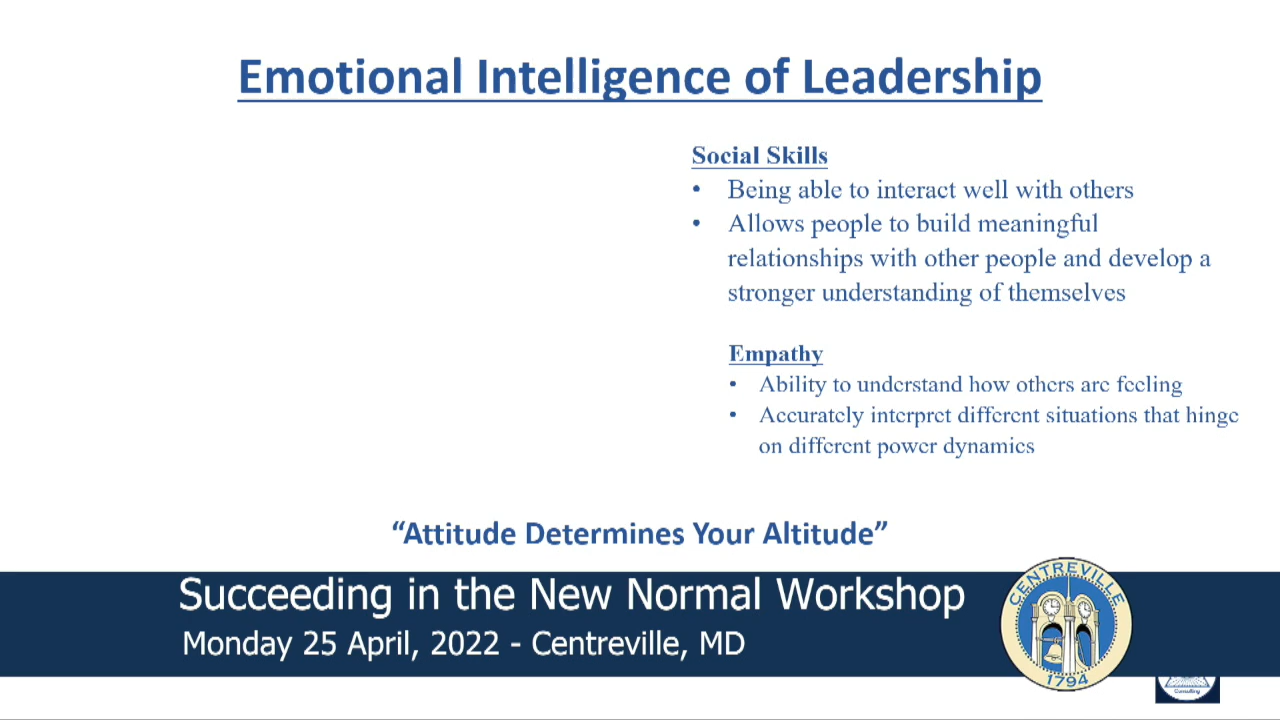 Emotional Intelligence of Leadership
Social Skills
• Being able to interact well with others
• Allows people to build meaningful
relationships with other people and develop a
stronger understanding of themselves
Empathy
• Ability to understand how others are feeling
• Accurately interpret different situations that hinge
on different power dynamics
“Attitude Determines Your Altitude”
Succeeding in the New Normal Workshop
Monday 25 April, 2022 - Centreville, MD
CENTREVILLE
1794
Consulting